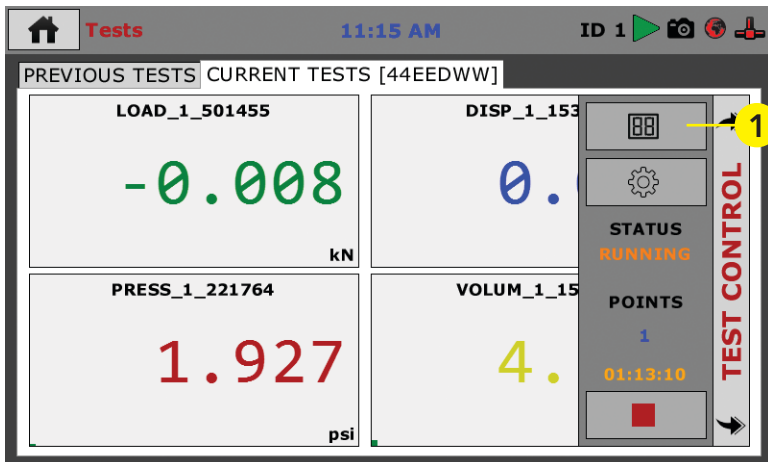 Tests 11:15 AM ID 1
PREVIOUS TESTS CURRENT TESTS [44EEDWW]
LOAD_1_501455
-0.008
kN
DISP_1_153
0.
PRESS_1_221764
1.927
psi
VOLUM_1_15
4.
88
1
STATUS
RUNNING
POINTS
1
01:13:10
TEST CONTROL